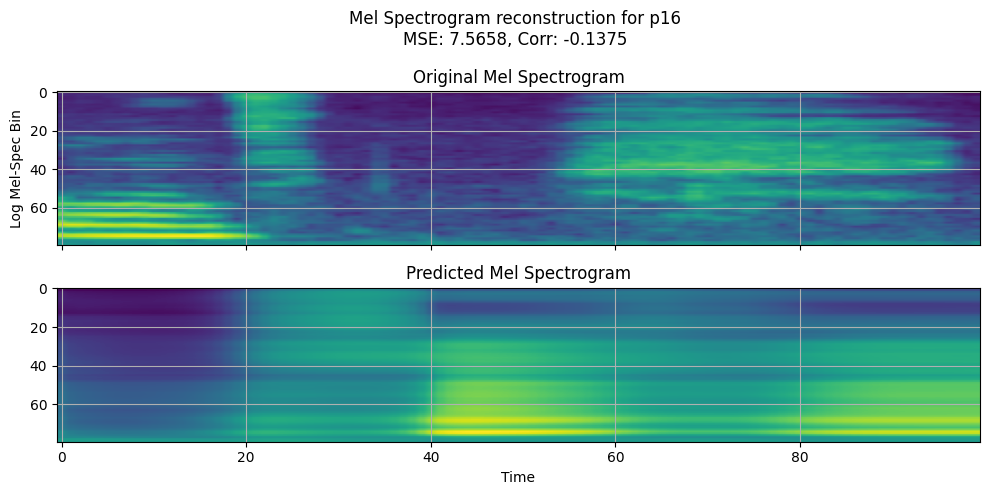 Mel Spectrogram reconstruction for p16
MSE: 7.5658, Corr: -0.1375
Original Mel Spectrogram
Log Mel-Spec Bin
0
20
40
60
Predicted Mel Spectrogram
0
20
40
60
0 20 40 60 80
Time